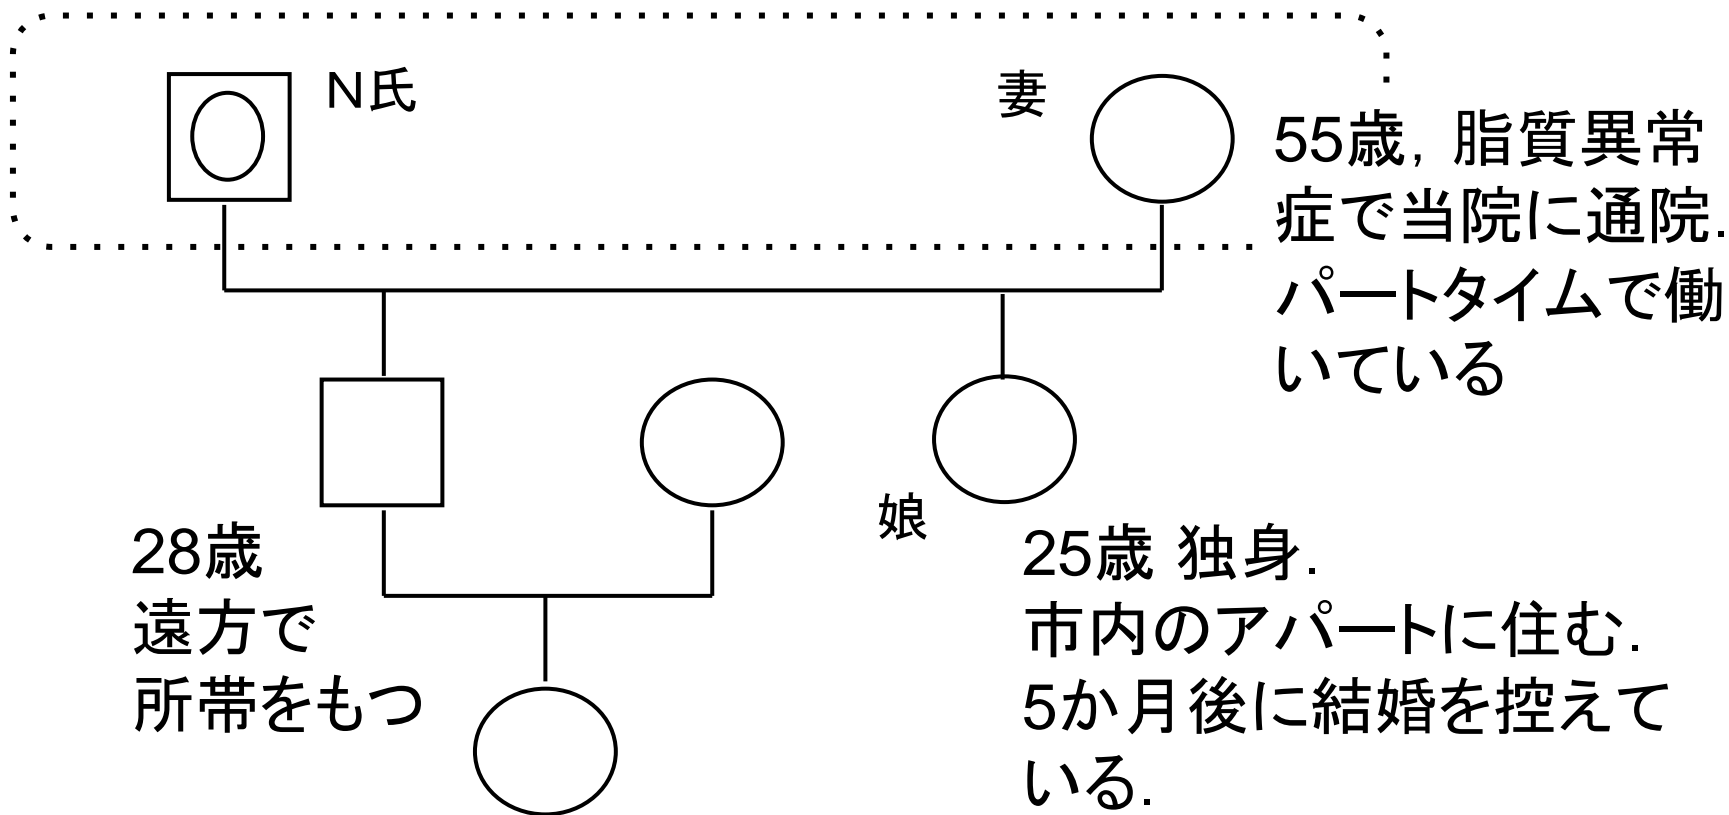 N氏
妻
55歳，脂質異常
症で当院に通院．
パートタイムで働
いている
娘
28歳
遠方で
所帯をもつ
25歳 独身．
市内のアパートに住む．
5か月後に結婚を控えて
いる．